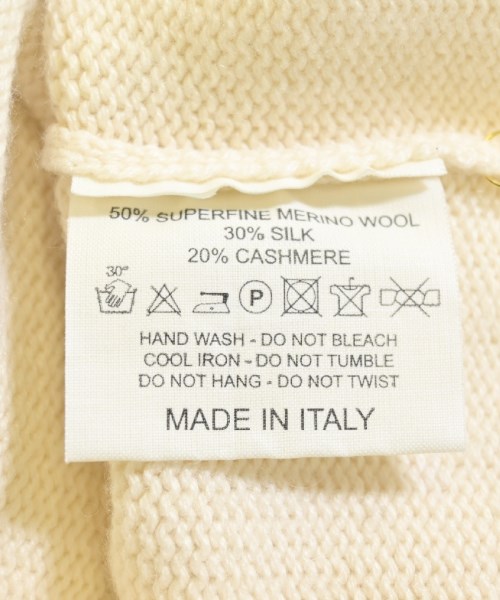 50% SUPERFINE MERINO WOOL
30% SILK
20% CASHMERE
30°
P
HAND WASH - DO NOT BLEACH
COOL IRON - DO NOT TUMBLE
DO NOT HANG - DO NOT TWIST
MADE IN ITALY